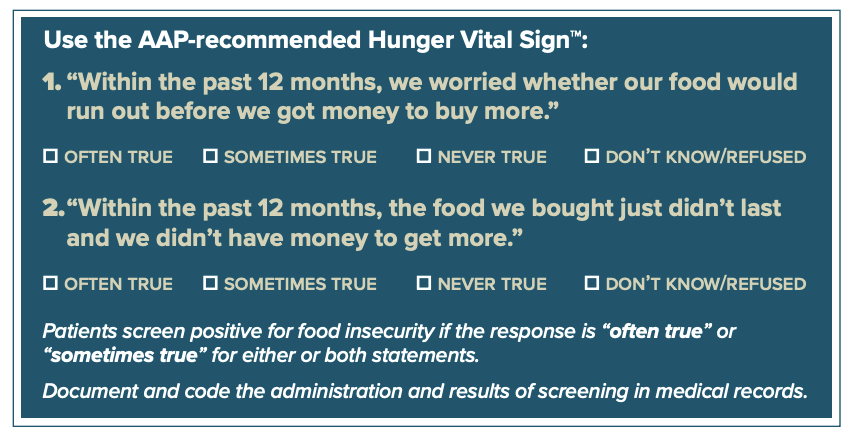 Use the AAP-recommended Hunger Vital Sign™:
1. “Within the past 12 months, we worried whether our food would
run out before we got money to buy more.”
☐ OFTEN TRUE ☐ SOMETIMES TRUE ☐ NEVER TRUE ☐ DON’T KNOW/REFUSED
2. “Within the past 12 months, the food we bought just didn’t last
and we didn’t have money to get more.”
☐ OFTEN TRUE ☐ SOMETIMES TRUE ☐ NEVER TRUE ☐ DON’T KNOW/REFUSED
Patients screen positive for food insecurity if the response is “often true” or
“sometimes true” for either or both statements.
Document and code the administration and results of screening in medical records.